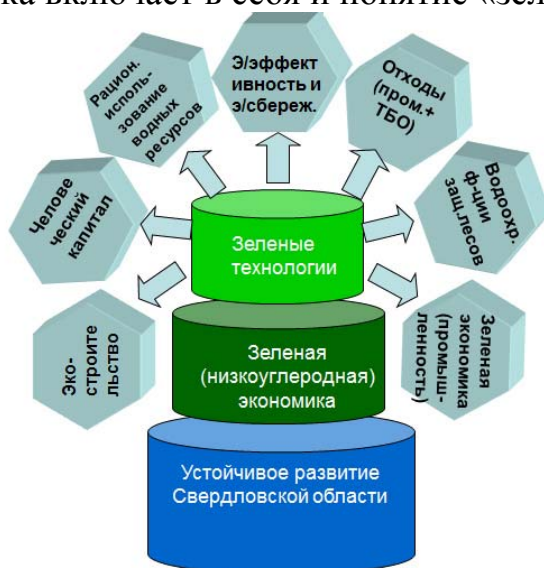 ка включает в себя и понятие «зел
Э/эффект
ивность и
э/сбереж.
Рацион.
исполь-
зование
водных
ресурсов
Отходы
(пром.+
ТБО)
Челове
ческий
капитал
Водоохр.
ф-ции
защ.лесов
Зеленые
технологии
Эко-
строите
льство
Зеленая
экономика
(промыш-
ленность)
Зеленая
(низкоуглеродная)
экономика
Устойчивое развитие
Свердловской области